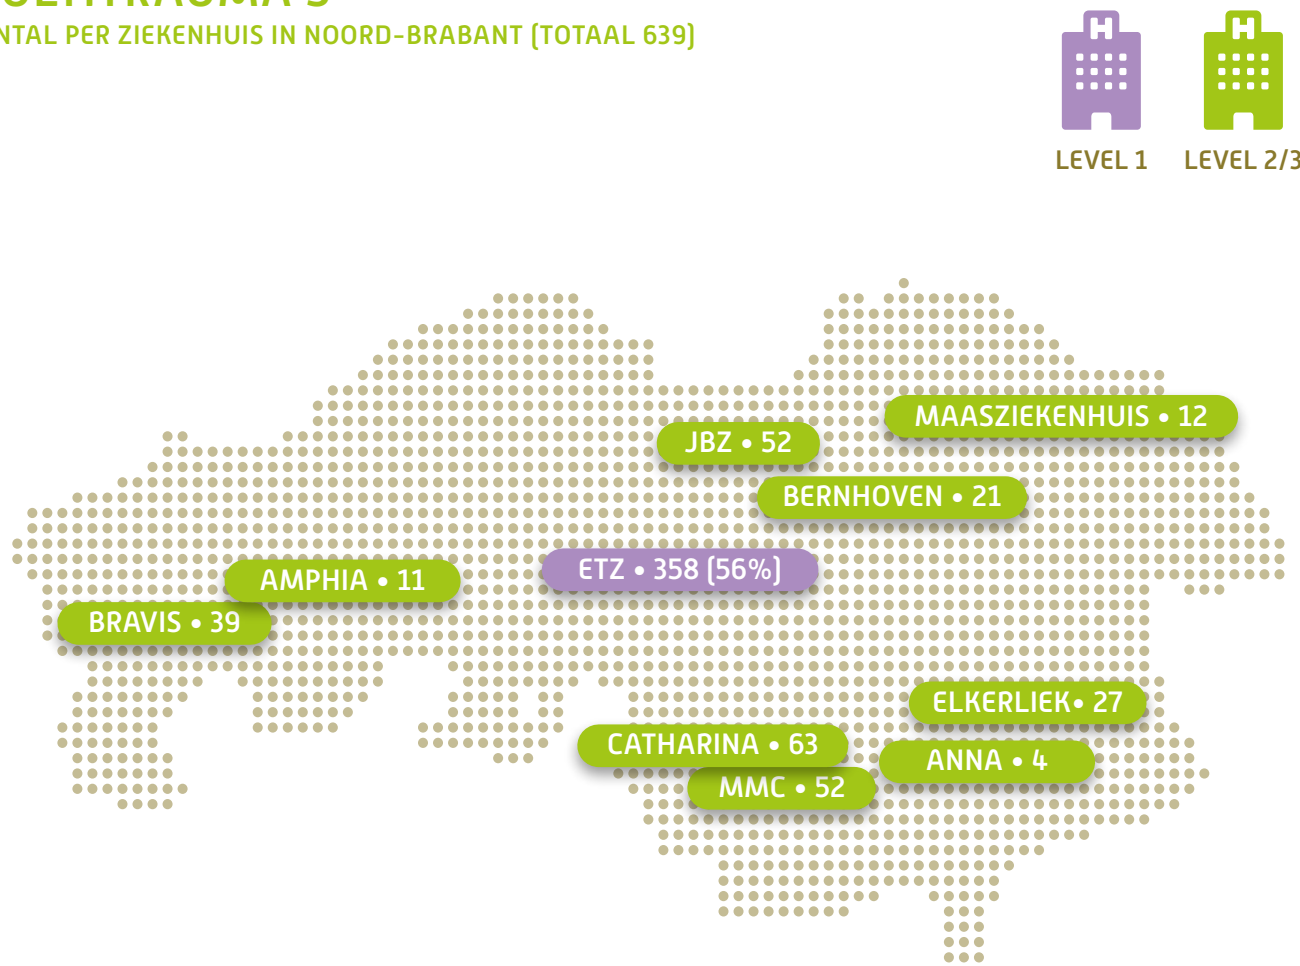 NTAL PER ZIEKENHUIS IN NOORD-BRABANT (TOTAAL 639)
H H
LEVEL 1 LEVEL 2/3
MAASZIEKENHUIS • 12
JBZ • 52
BERNHOVEN • 21
ETZ • 358 (56%)
AMPHIA • 11
BRAVIS • 39
ELKERLIEK• 27
CATHARINA • 63
ANNA • 4
MMC • 52